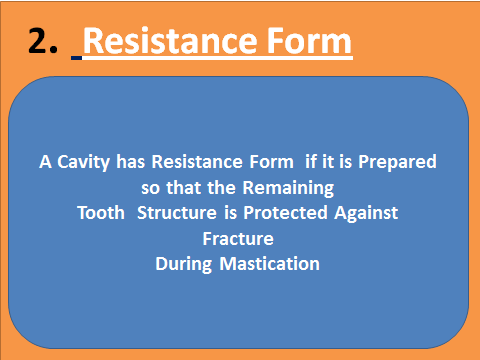 2. Resistance Form
A Cavity has Resistance Form if it is Prepared
so that the Remaining
Tooth Structure is Protected Against
Fracture
During Mastication